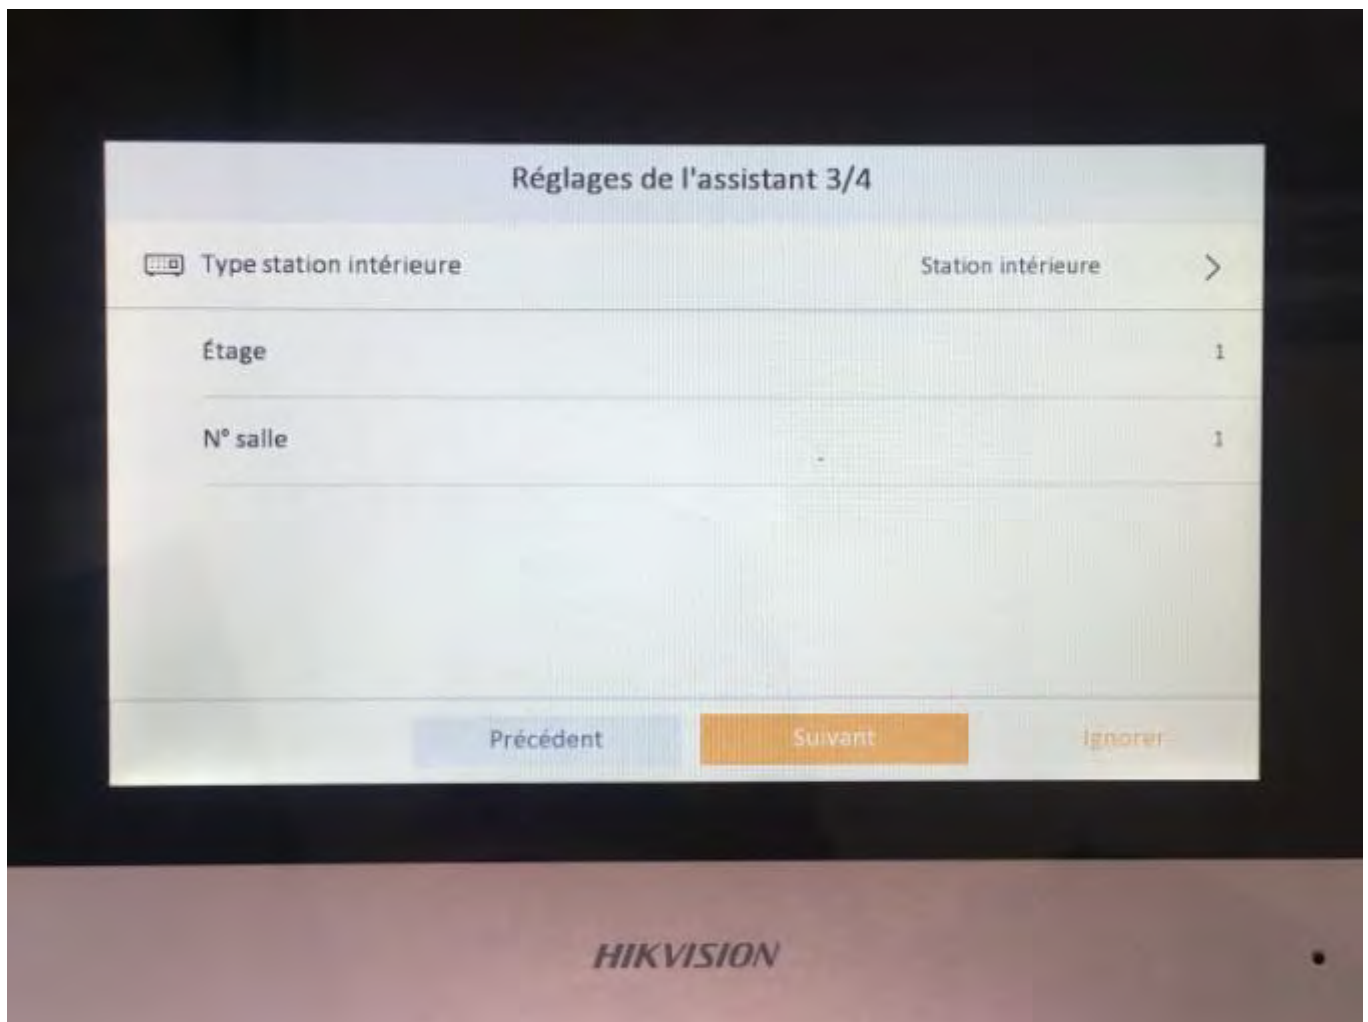 Réglages de l'assistant 3/4
Type station intérieure Station intérieure >
Étage 1
N° salle 1
Précédent Suivant Ignorer
HIKVISION